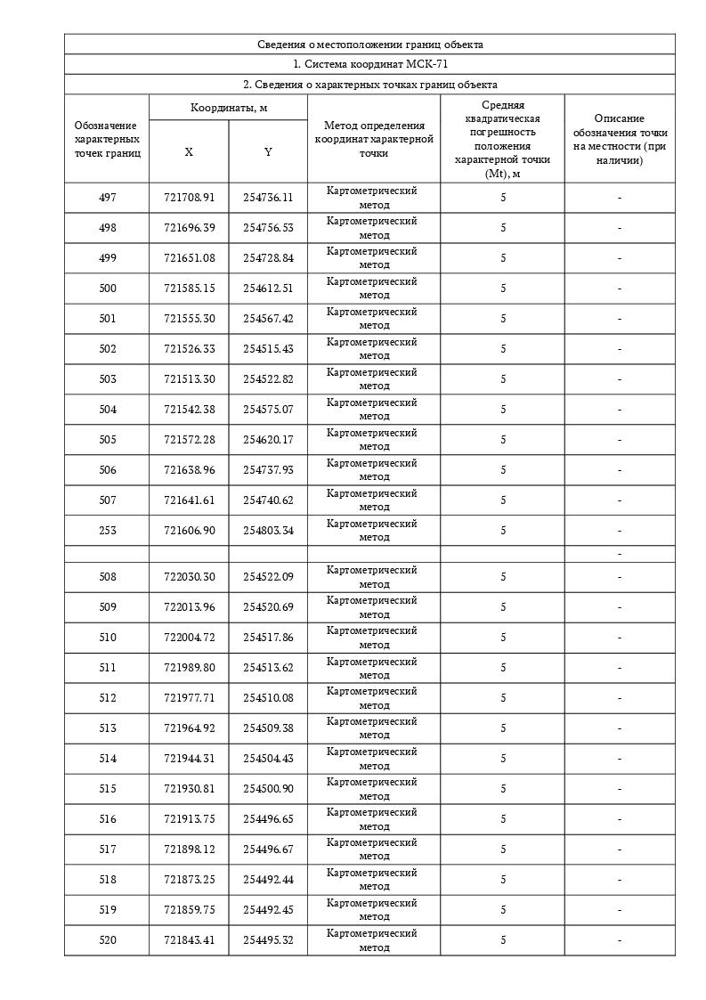 Сведения о местоположении границ объекта
1. Система координат МСК-71
2. Сведения о характерных точках границ объекта
Обозначение характерных точек границ | Координаты, м | Метод определения координат характерной точки | Средняя квадратическая погрешность положения характерной точки (Mt), м | Описание обозначения точки на местности (при наличии)
X | Y
497 | 721708.91 | 254736.11 | Картометрический метод | 5 | -
498 | 721696.39 | 254756.53 | Картометрический метод | 5 | -
499 | 721651.08 | 254728.84 | Картометрический метод | 5 | -
500 | 721585.15 | 254612.51 | Картометрический метод | 5 | -
501 | 721555.30 | 254567.42 | Картометрический метод | 5 | -
502 | 721526.33 | 254515.43 | Картометрический метод | 5 | -
503 | 721513.30 | 254522.82 | Картометрический метод | 5 | -
504 | 721542.38 | 254575.07 | Картометрический метод | 5 | -
505 | 721572.28 | 254620.17 | Картометрический метод | 5 | -
506 | 721638.96 | 254737.93 | Картометрический метод | 5 | -
507 | 721641.61 | 254740.62 | Картометрический метод | 5 | -
253 | 721606.90 | 254803.34 | Картометрический метод | 5 | -
-
508 | 722030.30 | 254522.09 | Картометрический метод | 5 | -
509 | 722013.96 | 254520.69 | Картометрический метод | 5 | -
510 | 722004.72 | 254517.86 | Картометрический метод | 5 | -
511 | 721989.80 | 254513.62 | Картометрический метод | 5 | -
512 | 721977.71 | 254510.08 | Картометрический метод | 5 | -
513 | 721964.92 | 254509.38 | Картометрический метод | 5 | -
514 | 721944.31 | 254504.43 | Картометрический метод | 5 | -
515 | 721930.81 | 254500.90 | Картометрический метод | 5 | -
516 | 721913.75 | 254496.65 | Картометрический метод | 5 | -
517 | 721898.12 | 254496.67 | Картометрический метод | 5 | -
518 | 721873.25 | 254492.44 | Картометрический метод | 5 | -
519 | 721859.75 | 254492.45 | Картометрический метод | 5 | -
520 | 721843.41 | 254495.32 | Картометрический метод | 5 | -